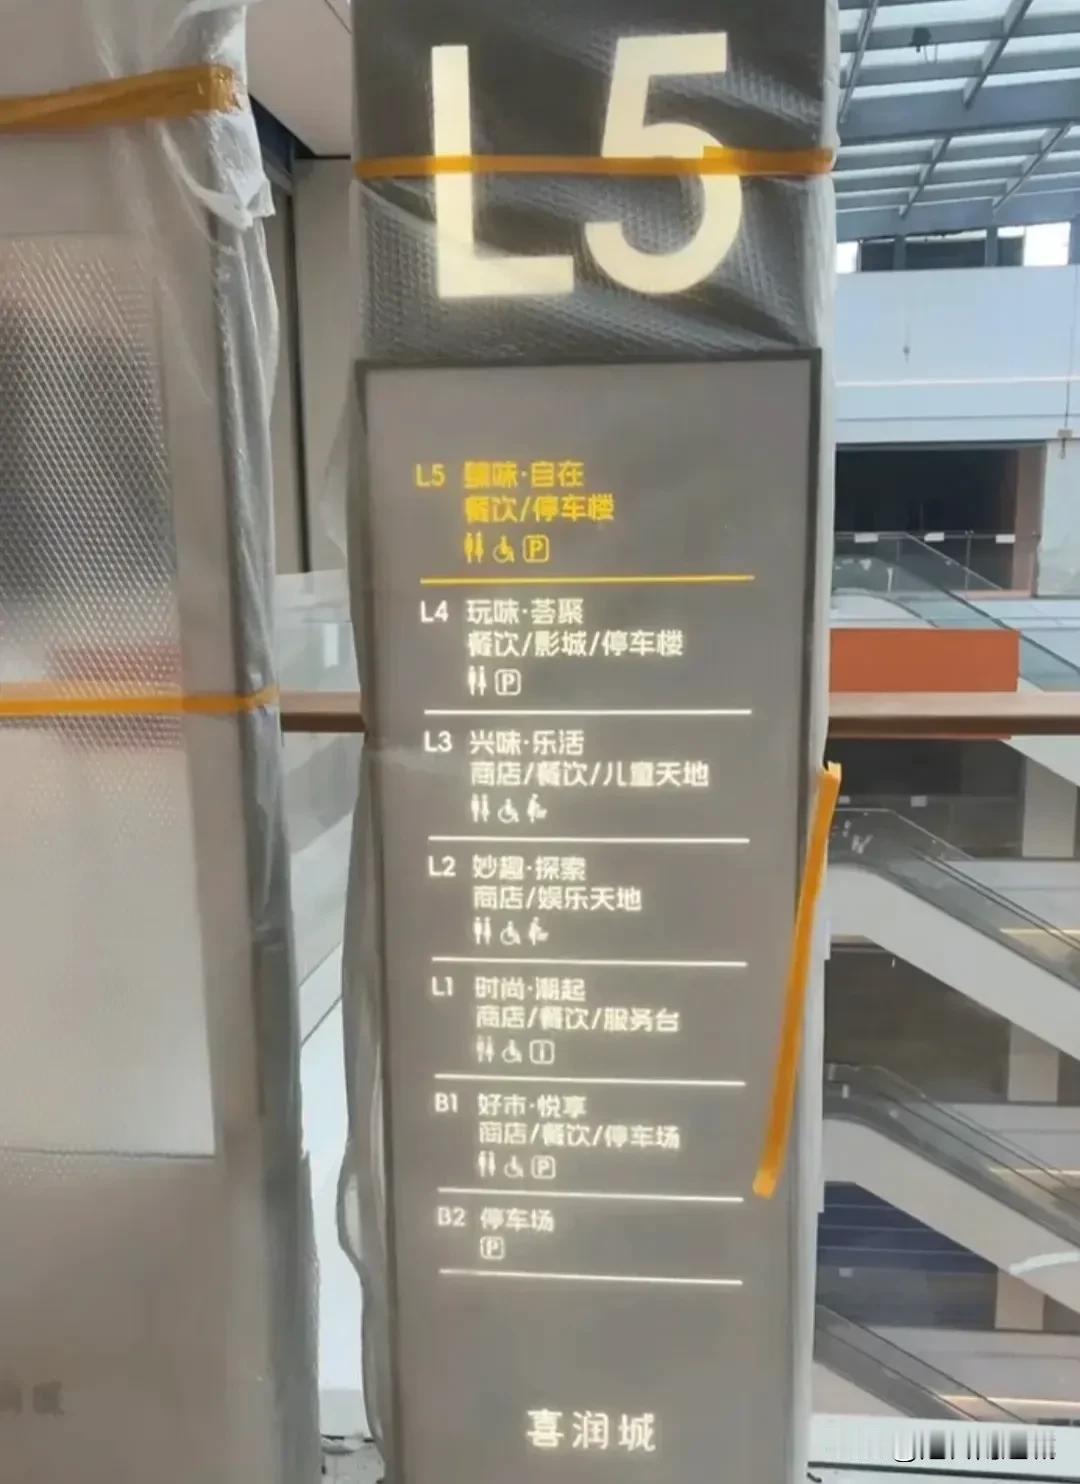 L5
L5 味·自在
餐饮/停车楼
P
L4 玩味·荟聚
餐饮/影城/停车楼
P
L3 兴味·乐活
商店/餐饮/儿童天地
L2 妙趣·探索
商店/娱乐天地
L1 时尚·潮起
商店/餐饮/服务台
i
B1 好市·悦享
商店/餐饮/停车场
P
B2 停车场
P
喜润城